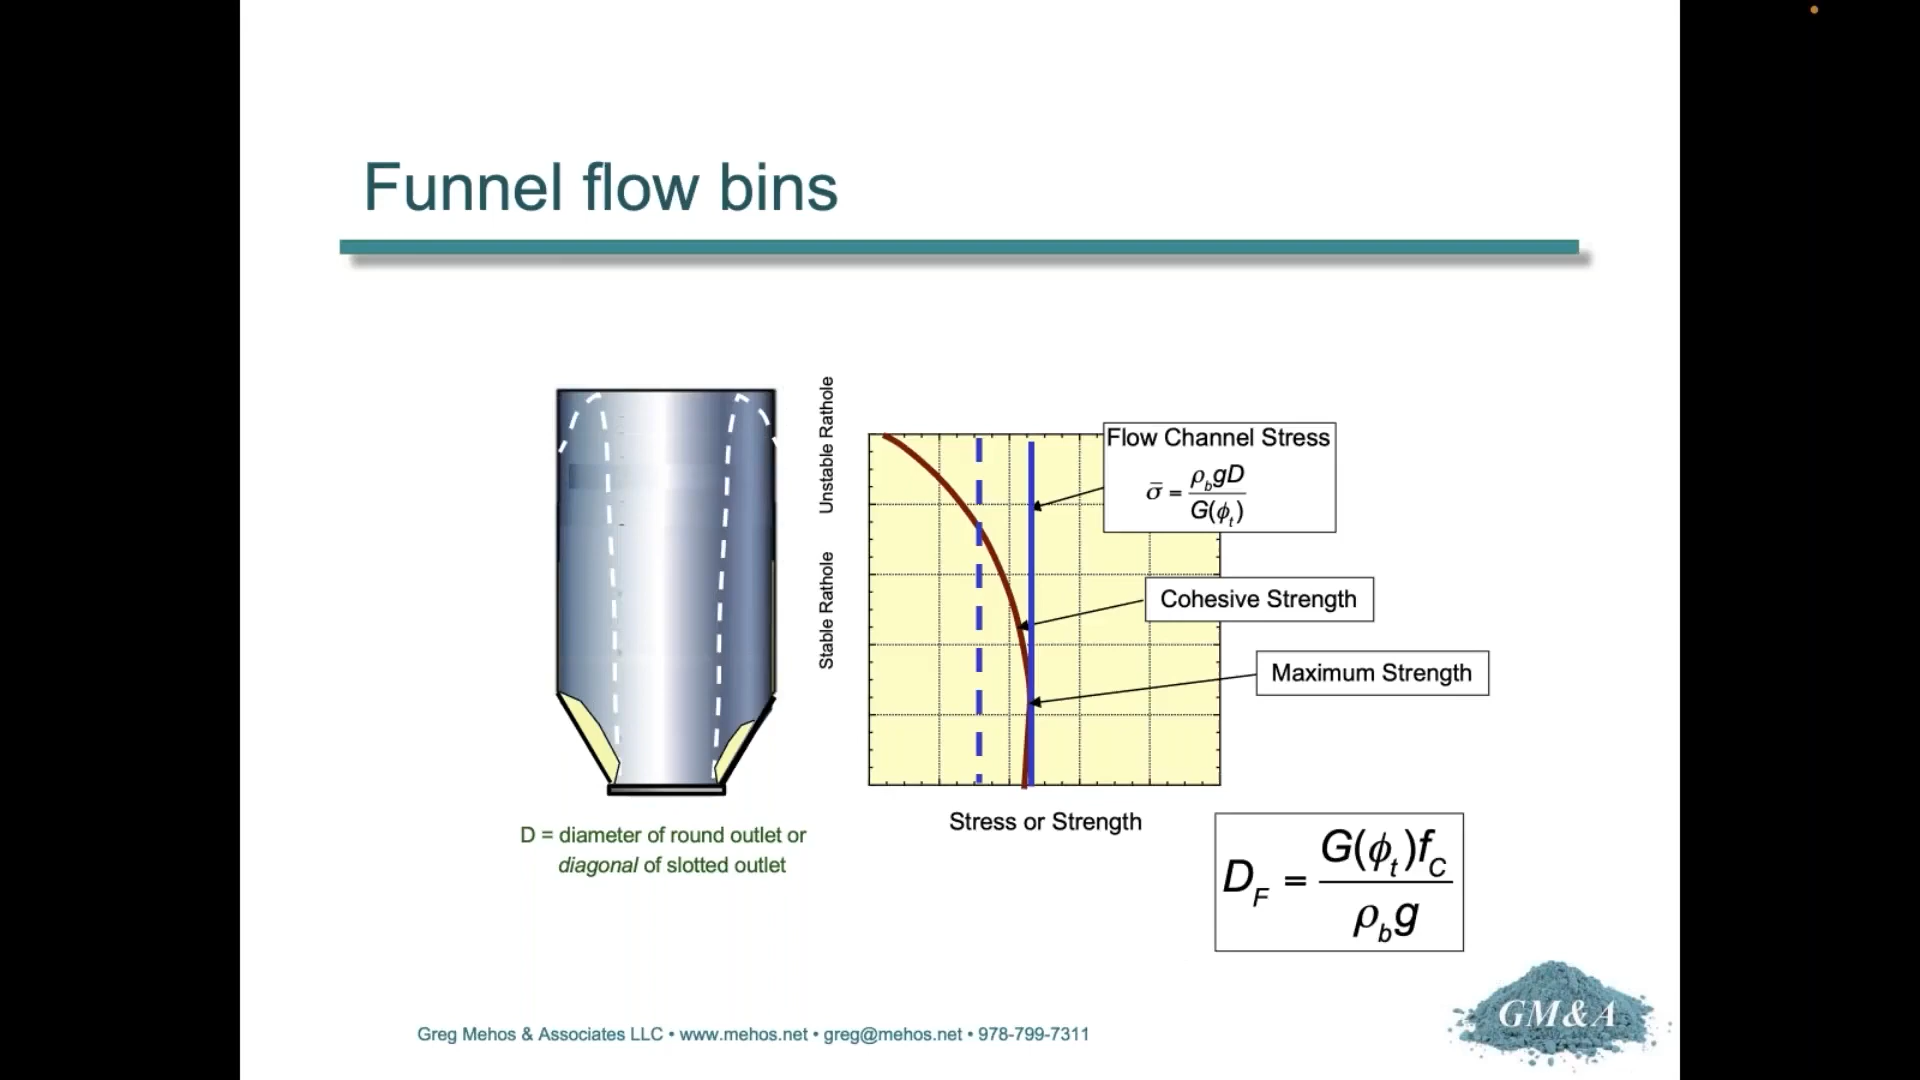 Funnel flow bins
Unstable Rathole
Stable Rathole
Flow Channel Stress
σ̄ = ρ_b gD / G(ϕ_t)
Cohesive Strength
Maximum Strength
Stress or Strength
D = diameter of round outlet or
diagonal of slotted outlet
D_F = G(ϕ_t)f_C / ρ_b g
GM&A
Greg Mehos & Associates LLC • www.mehos.net • greg@mehos.net • 978-799-7311